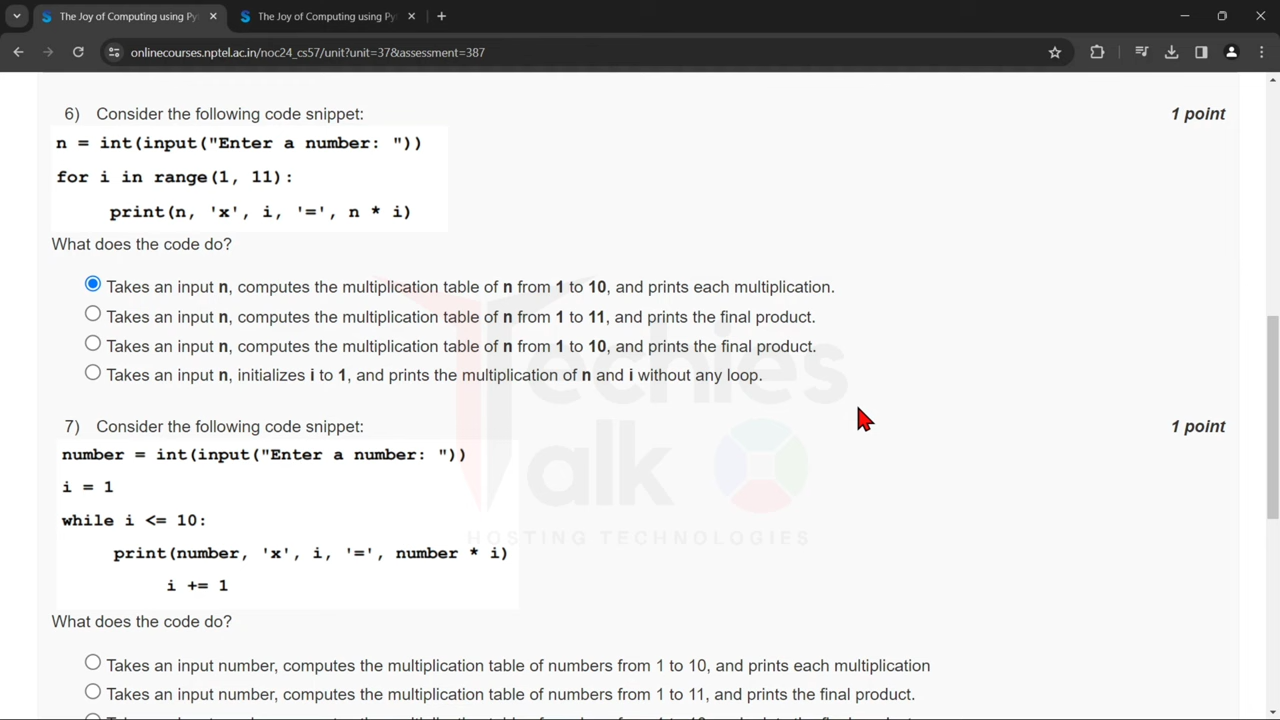 The Joy of Computing using Py
The Joy of Computing using Py
onlinecourses.nptel.ac.in/noc24_cs57/unit?unit=37&assessment=387
6) Consider the following code snippet: 1 point
n = int(input("Enter a number: "))
for i in range(1, 11):
print(n, 'x', i, '=', n * i)
What does the code do?
Takes an input n, computes the multiplication table of n from 1 to 10, and prints each multiplication.
Takes an input n, computes the multiplication table of n from 1 to 11, and prints the final product.
Takes an input n, computes the multiplication table of n from 1 to 10, and prints the final product.
Takes an input n, initializes i to 1, and prints the multiplication of n and i without any loop.
Techies
Talk
HOSTING TECHNOLOGIES
7) Consider the following code snippet: 1 point
number = int(input("Enter a number: "))
i = 1
while i <= 10:
print(number, 'x', i, '=', number * i)
i += 1
What does the code do?
Takes an input number, computes the multiplication table of numbers from 1 to 10, and prints each multiplication
Takes an input number, computes the multiplication table of numbers from 1 to 11, and prints the final product.